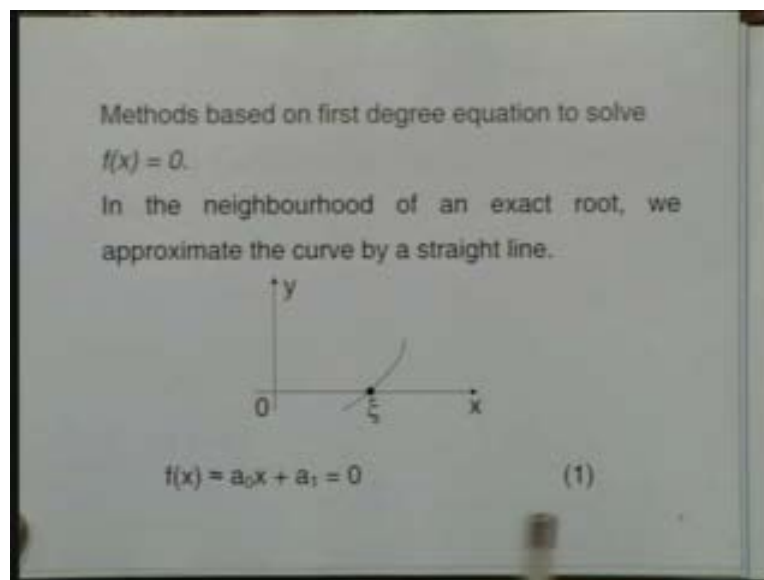 Methods based on first degree equation to solve
f(x) = 0.
In the neighbourhood of an exact root, we
approximate the curve by a straight line.
y
0 ξ x
f(x) ≈ a₀x + a₁ = 0 (1)